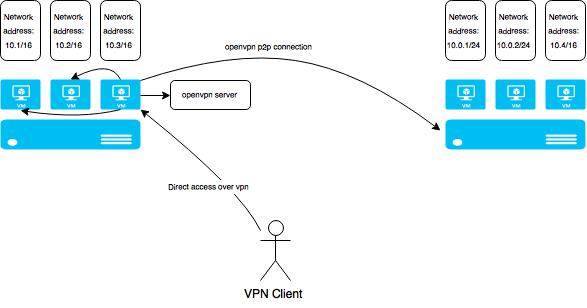 Network
address:
10.1/16
Network
address:
10.2/16
Network
address:
10.3/16
Network
address:
10.0.1/24
Network
address:
10.0.2/24
Network
address:
10.4/16
openvpn p2p connection
VM
VM
VM
openvpn server
VM
VM
VM
Direct access over vpn
VPN Client